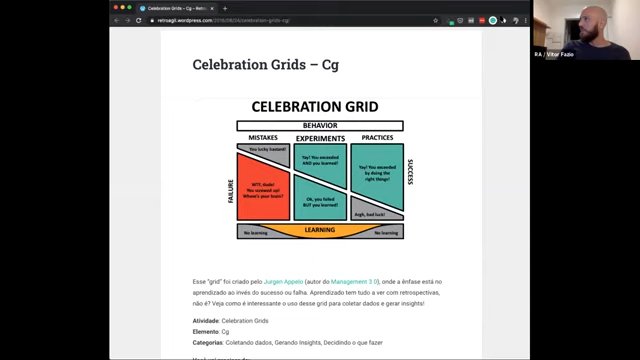 Celebration Grids – Cg - Retro
retroagil.wordpress.com/2016/08/24/celebration-grids-cg/
RA / Vitor Fazio
Celebration Grids – Cg
CELEBRATION GRID
BEHAVIOR
MISTAKES
EXPERIMENTS
PRACTICES
You lucky bastard!
Yay! You succeeded
AND you learned!
Yay! You succeeded
by doing the
right things!
SUCCESS
FAILURE
WTF, dude!
You screwed up!
Where's your brain?
Ok, you failed
BUT you learned!
Argh, bad luck!
No learning
LEARNING
No learning
Esse "grid" foi criado pelo Jurgen Appelo (autor do Management 3.0), onde a ênfase está no
aprendizado ao invés do sucesso ou falha. Aprendizado tem tudo a ver com retrospectivas,
não é? Veja como é interessante o uso desse grid para coletar dados e gerar insights!
Atividade: Celebration Grids
Elemento: Cg
Categorias: Coletando dados, Gerando Insights, Decidindo o que fazer